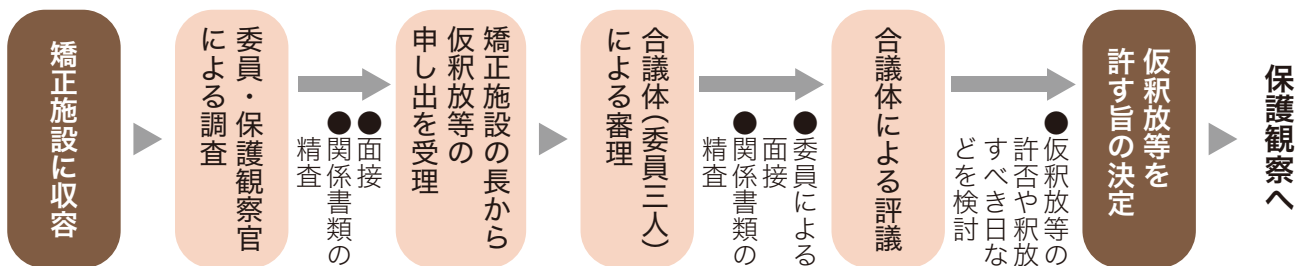 矯正施設に収容
委員・保護観察官
による調査
●面接
●関係書類の
精査
矯正施設の長から
仮釈放等の
申し出を受理
合議体（委員三人）
による審理
●委員による
面接
●関係書類の
精査
合議体による評議
●仮釈放等の
許否や釈放
すべき日な
どを検討
仮釈放等を
許す旨の決定
保護観察へ